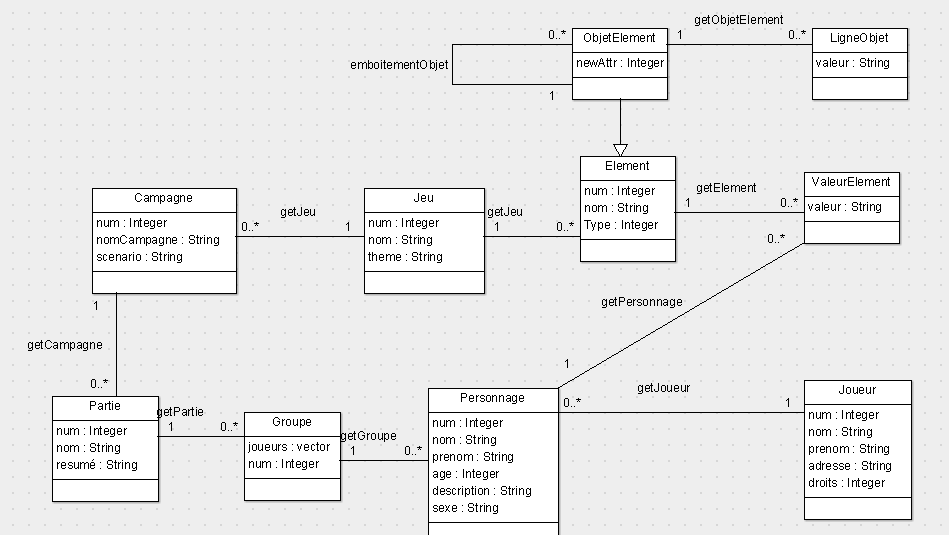 getObjetElement
0..*
ObjetElement
1
0..*
LigneObjet
emboitementObjet
newAttr : Integer
valeur : String
1
Element
ValeurElement
getElement
Campagne
Jeu
num : Integer
nom : String
Type : Integer
1
0..*
valeur : String
num : Integer
nomCampagne : String
scenario : String
0..*
getJeu
1
num : Integer
nom : String
theme : String
getJeu
1
0..*
0..*
1
getPersonnage
getCampagne
1
0..*
getJoueur
Partie
getPartie
Personnage
0..*
1
Joueur
num : Integer
nom : String
resumé : String
1
0..*
Groupe
joueurs : vector
num : Integer
getGroupe
1
0..*
num : Integer
nom : String
prenom : String
age : Integer
description : String
sexe : String
num : Integer
nom : String
prenom : String
adresse : String
droits : Integer